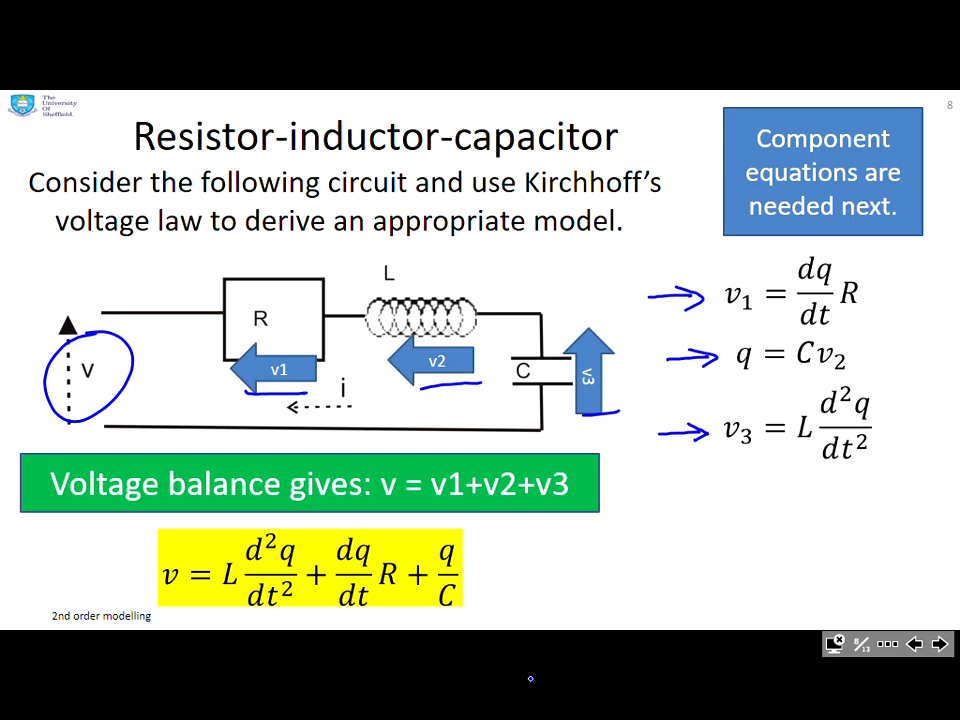 The
University
Of
Sheffield.
8
Resistor-inductor-capacitor
Consider the following circuit and use Kirchhoff's
voltage law to derive an appropriate model.
Component
equations are
needed next.
L
R
v
v1
v2
C
v3
i
v₁ = dq/dt R
q = Cv₂
v₃ = L d²q/dt²
Voltage balance gives: v = v1+v2+v3
v = L d²q/dt² + dq/dt R + q/C
2nd order modelling
8/13